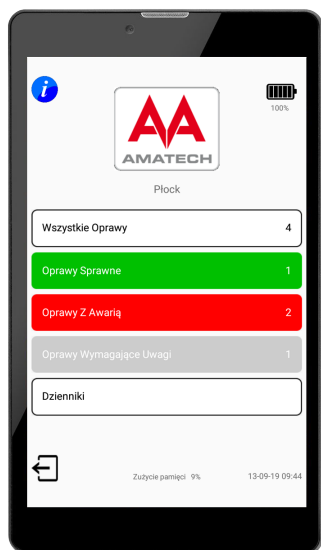 i
100%
AA
AMATECH
Płock
Wszystkie Oprawy 4
Oprawy Sprawne 1
Oprawy Z Awarią 2
Oprawy Wymagające Uwagi 1
Dzienniki
Zużycie pamięci 9% 13-09-19 09:44